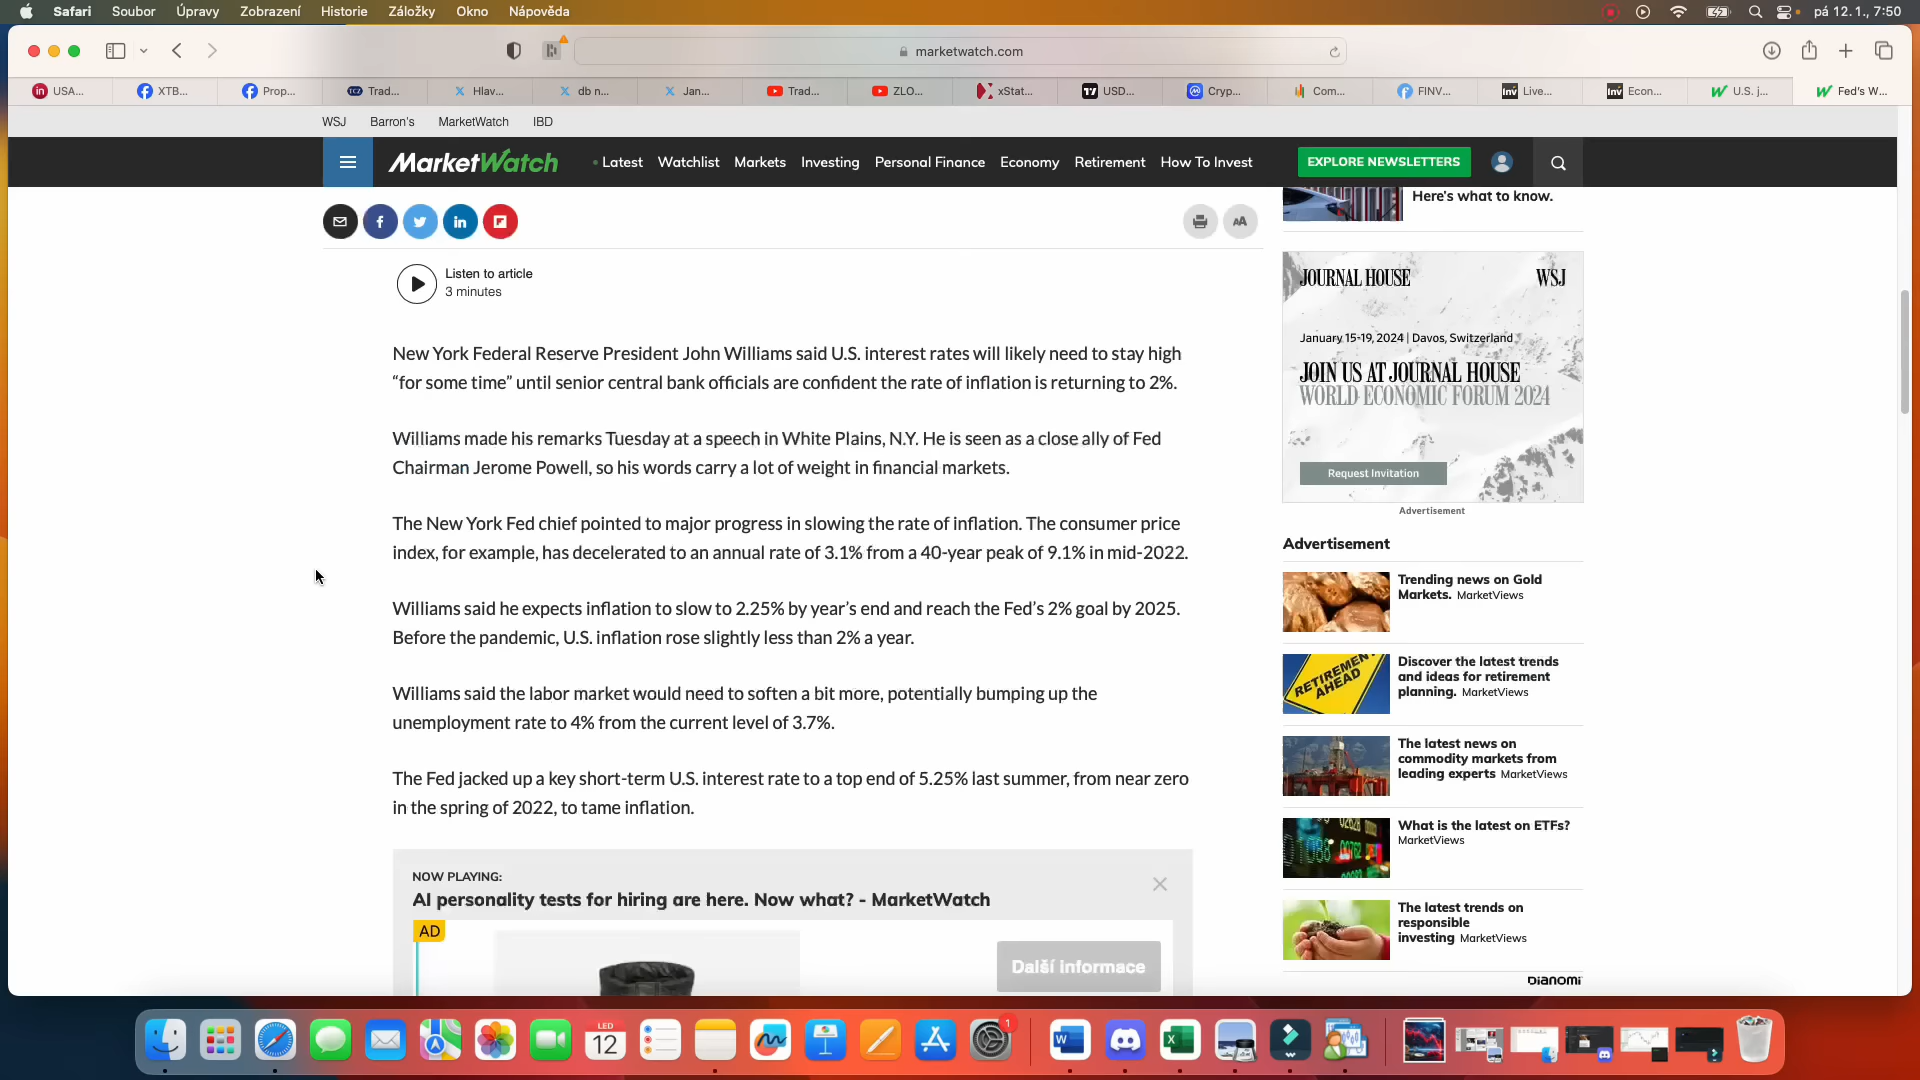 Safari Soubor Úpravy Zobrazení Historie Záložky Okno Nápověda pá 12. 1., 7:50
marketwatch.com
USA... XTB... Prop... Trad... Hlav... db n... Jan... Trad... ZLO... xStat... USD... Cryp... Com... FINV... Live... Econ... U.S. j... Fed's W...
WSJ Barron's MarketWatch IBD
MarketWatch Latest Watchlist Markets Investing Personal Finance Economy Retirement How To Invest EXPLORE NEWSLETTERS
Here's what to know.
AA
Listen to article
3 minutes
New York Federal Reserve President John Williams said U.S. interest rates will likely need to stay high
“for some time” until senior central bank officials are confident the rate of inflation is returning to 2%.
Williams made his remarks Tuesday at a speech in White Plains, N.Y. He is seen as a close ally of Fed
Chairman Jerome Powell, so his words carry a lot of weight in financial markets.
The New York Fed chief pointed to major progress in slowing the rate of inflation. The consumer price
index, for example, has decelerated to an annual rate of 3.1% from a 40-year peak of 9.1% in mid-2022.
Williams said he expects inflation to slow to 2.25% by year’s end and reach the Fed’s 2% goal by 2025.
Before the pandemic, U.S. inflation rose slightly less than 2% a year.
Williams said the labor market would need to soften a bit more, potentially bumping up the
unemployment rate to 4% from the current level of 3.7%.
The Fed jacked up a key short-term U.S. interest rate to a top end of 5.25% last summer, from near zero
in the spring of 2022, to tame inflation.
NOW PLAYING:
AI personality tests for hiring are here. Now what? - MarketWatch
AD
Další informace
JOURNAL HOUSE WSJ
January 15-19, 2024 | Davos, Switzerland
JOIN US AT JOURNAL HOUSE
WORLD ECONOMIC FORUM 2024
Request Invitation
Advertisement
Advertisement
Trending news on Gold
Markets. MarketViews
RETIREMENT
AHEAD
Discover the latest trends
and ideas for retirement
planning. MarketViews
The latest news on
commodity markets from
leading experts MarketViews
What is the latest on ETFs?
MarketViews
The latest trends on
responsible
investing MarketViews
DIANOMI
LED
12
1